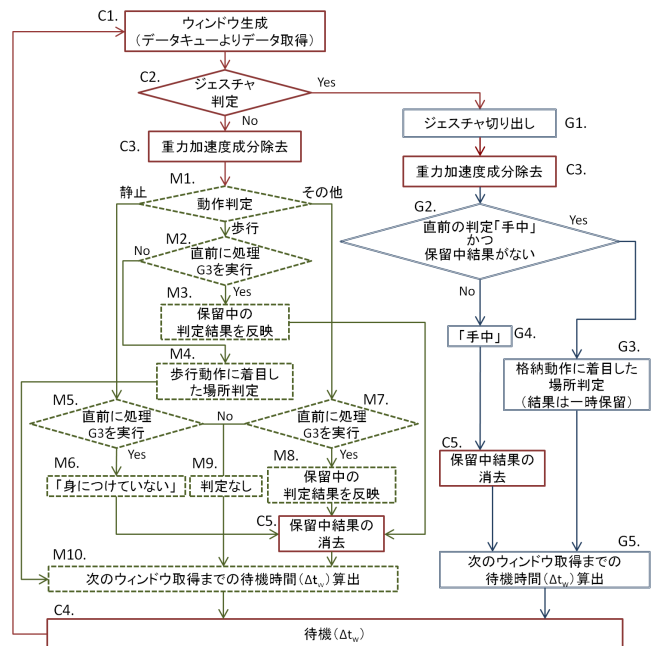 C1.
ウィンドウ生成
(データキューよりデータ取得)
C2.
ジェスチャ
判定
Yes
No
ジェスチャ切り出し
G1.
C3.
重力加速度成分除去
重力加速度成分除去
C3.
M1.
静止
動作判定
その他
歩行
G2.
直前の判定「手中」
かつ
保留中結果がない
Yes
No
M2.
No
直前に処理
G3を実行
Yes
M3.
保留中の
判定結果を反映
「手中」
G4.
M4.
歩行動作に着目し
た場所判定
G3.
格納動作に着目した
場所判定
(結果は一時保留)
M5.
直前に処理
G3を実行
No
M7.
直前に処理
G3を実行
Yes
Yes
M6.
「身につけていない」
M9.
判定なし
M8.
保留中の
判定結果を反映
C5.
保留中結果の
消去
C5.
保留中結果の
消去
M10.
次のウィンドウ取得までの待機時間(Δtw)算出
G5.
次のウィンドウ取得までの
待機時間(Δtw)算出
C4.
待機(Δtw)